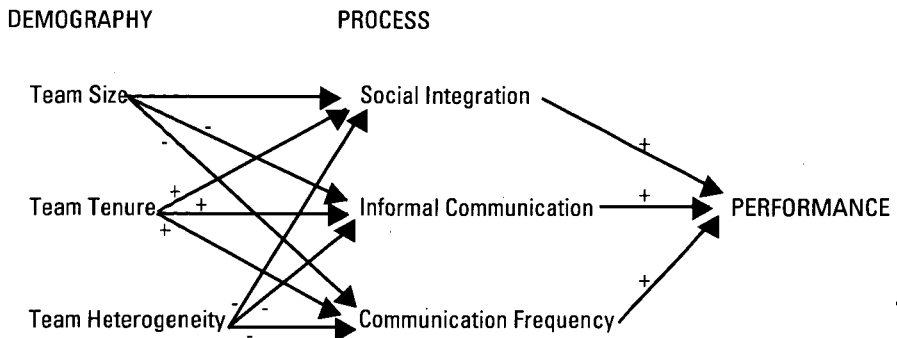 DEMOGRAPHY PROCESS
Team Size Social Integration
- 
- 
+
+ +
Team Tenure Informal Communication + PERFORMANCE
+
+
- -
Team Heterogeneity Communication Frequency
-